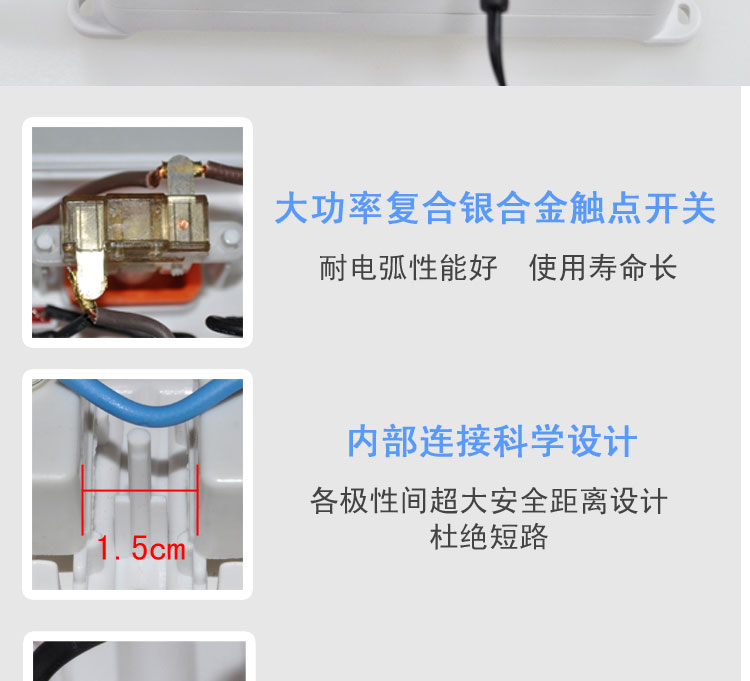 大功率复合银合金触点开关
耐电弧性能好 使用寿命长
内部连接科学设计
1.5cm
各极性间超大安全距离设计
杜绝短路